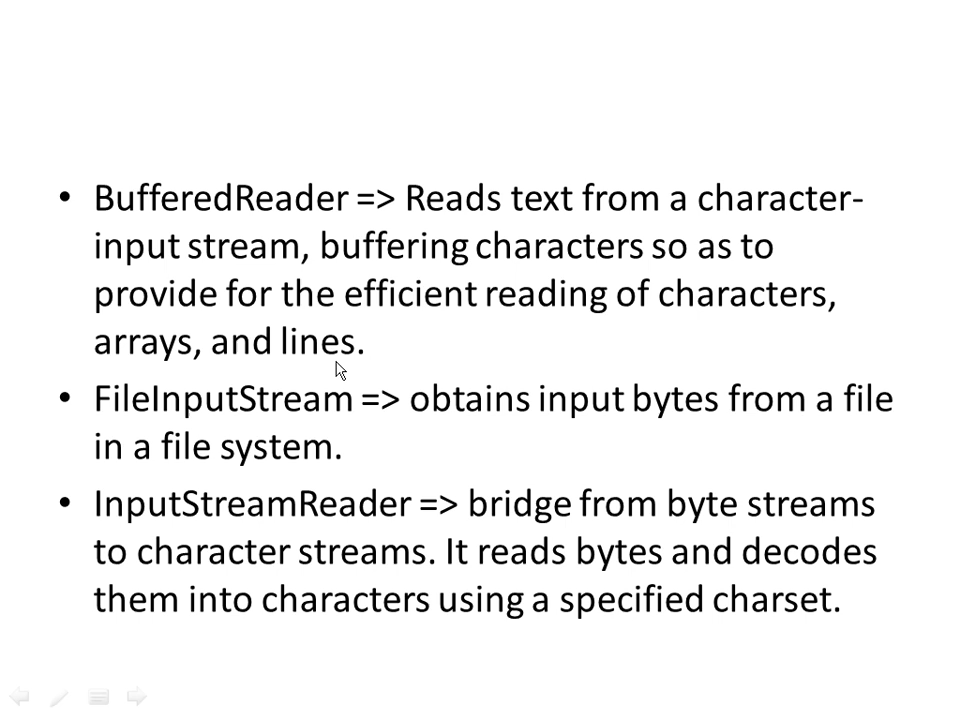 • BufferedReader => Reads text from a character-
input stream, buffering characters so as to
provide for the efficient reading of characters,
arrays, and lines.
• FileInputStream => obtains input bytes from a file
in a file system.
• InputStreamReader => bridge from byte streams
to character streams. It reads bytes and decodes
them into characters using a specified charset.